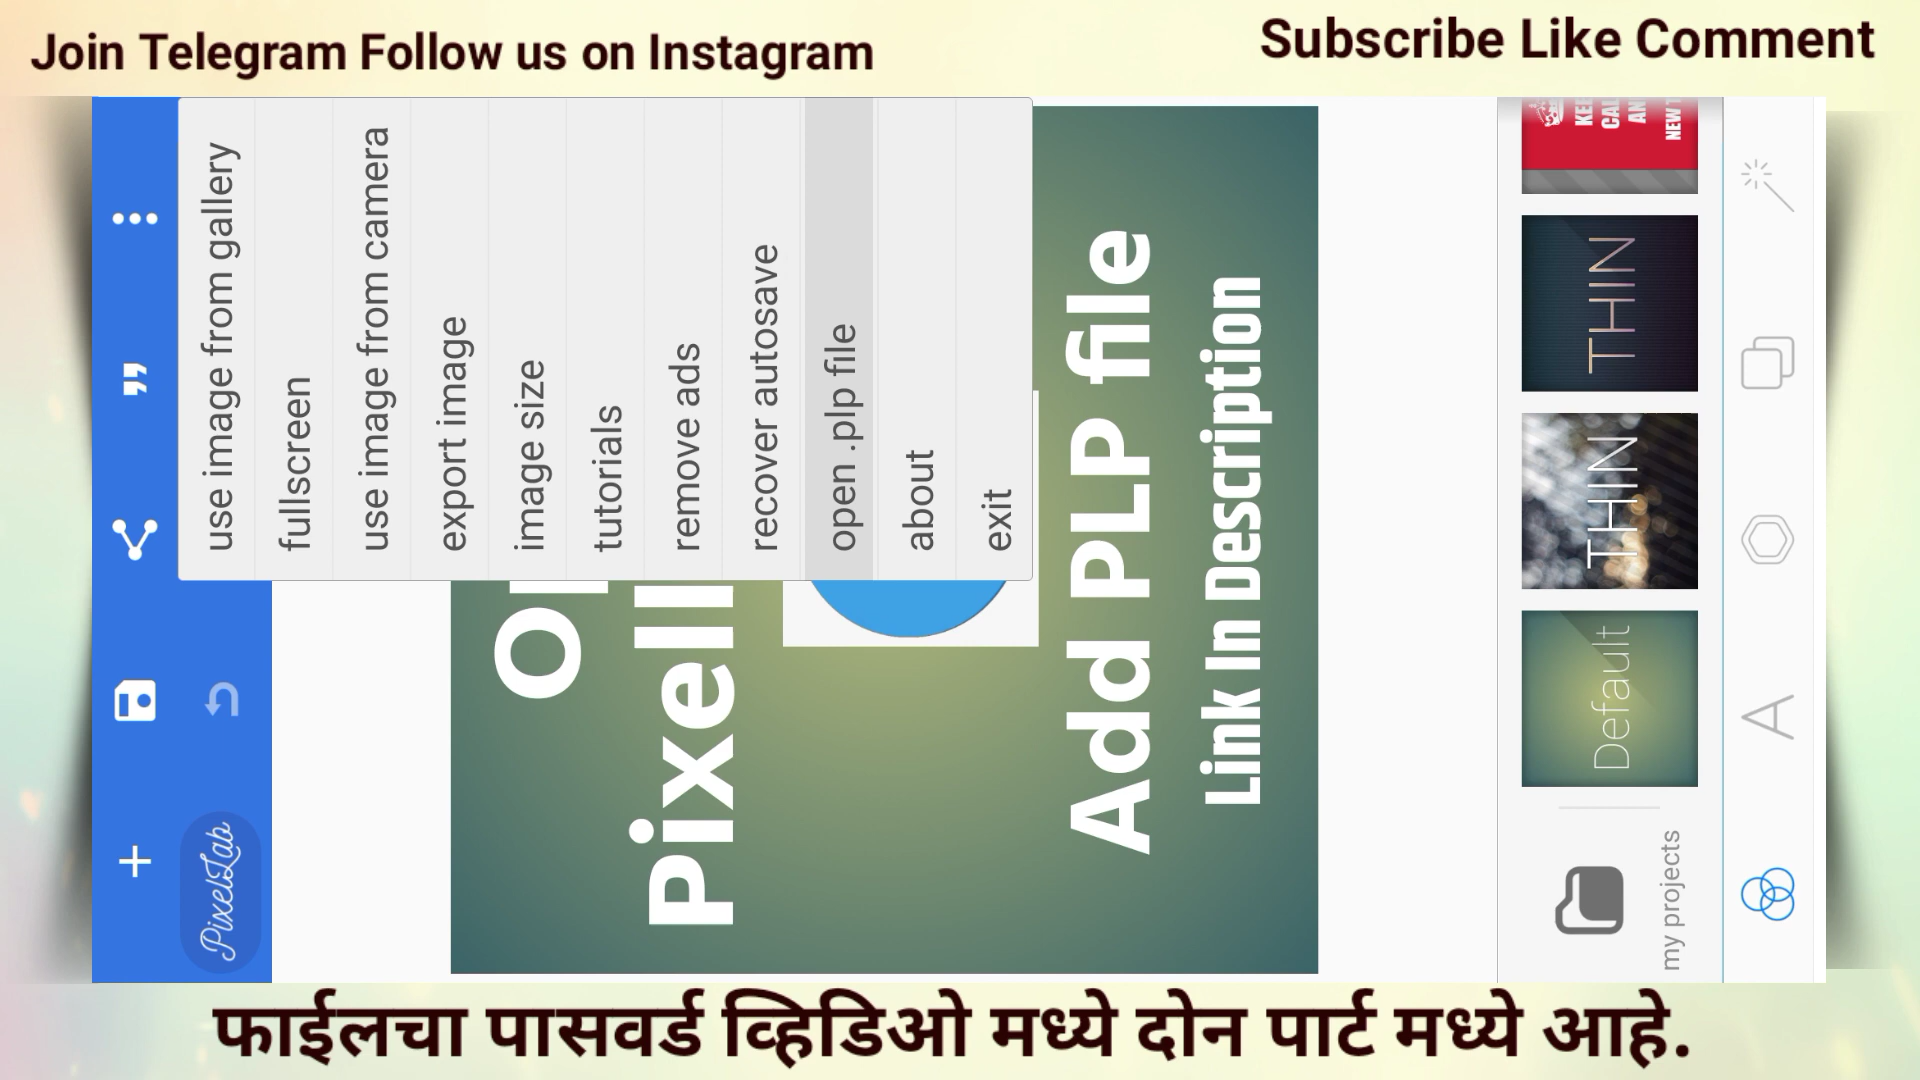 Join Telegram Follow us on Instagram
Subscribe Like Comment
use image from gallery
fullscreen
use image from camera
export image
image size
tutorials
remove ads
recover autosave
open .plp file
about
exit
PixelLab
Add PLP file
Link In Description
THIN
THIN
Default
my projects
फाईलचा पासवर्ड व्हिडिओ मध्ये दोन पार्ट मध्ये आहे.